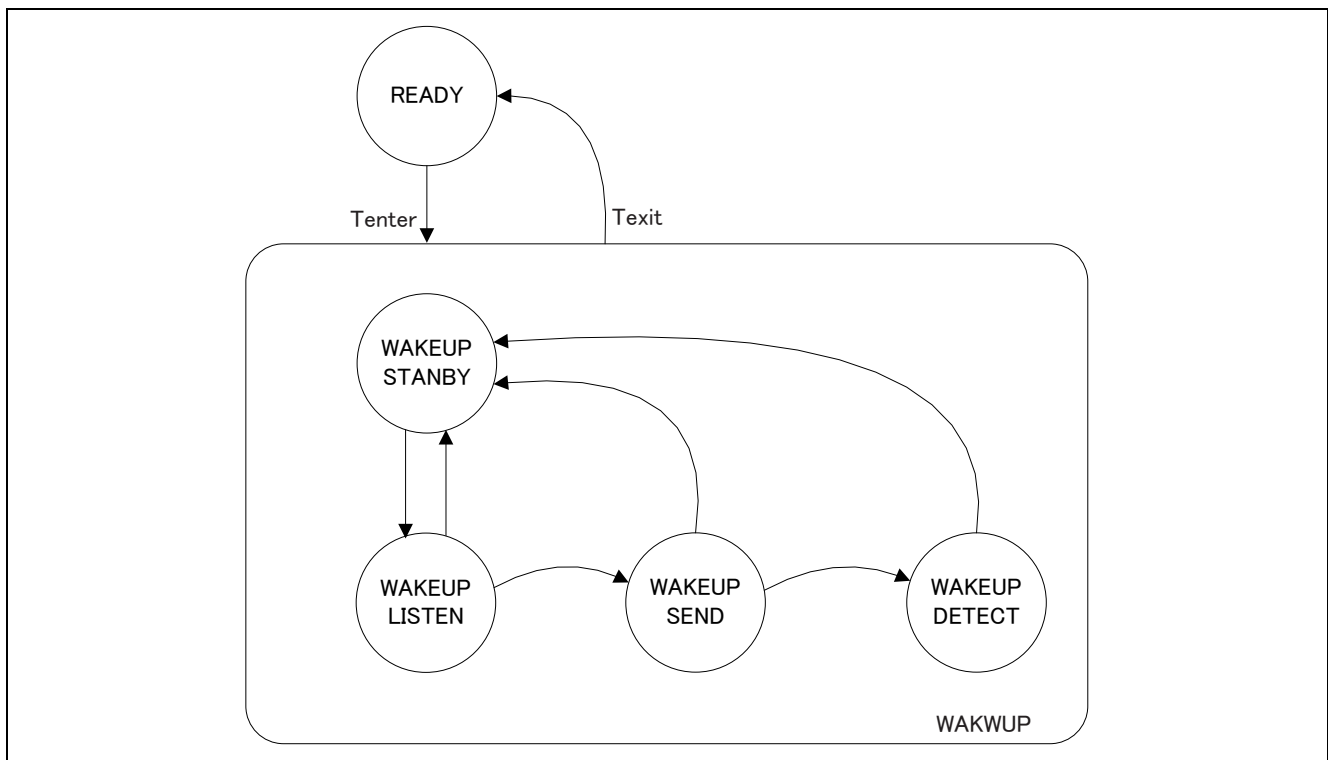 READY
Tenter
Texit
WAKEUP
STANBY
WAKEUP
LISTEN
WAKEUP
SEND
WAKEUP
DETECT
WAKWUP